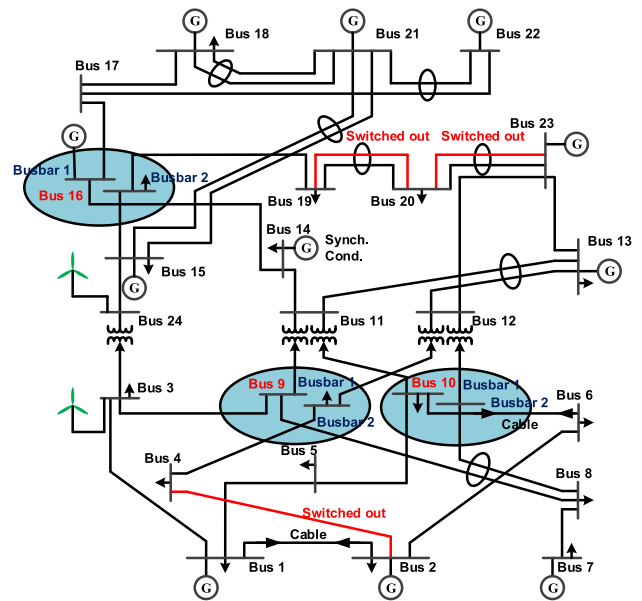 G
Bus 18
G
Bus 21
G
Bus 22
Bus 17
G
Bus 23
Switched out
Switched out
G
Busbar 1
Busbar 2
Bus 16
Bus 19
Bus 20
Bus 14
G
Synch.
Cond.
Bus 13
Bus 15
G
G
Bus 24
Bus 11
Bus 12
Bus 3
Bus 9
Busbar 1
Busbar 2
Bus 10
Busbar 1
Busbar 2
Cable
Bus 6
Bus 4
Bus 5
Bus 8
Switched out
Cable
Bus 1
Bus 2
Bus 7
G
G
G